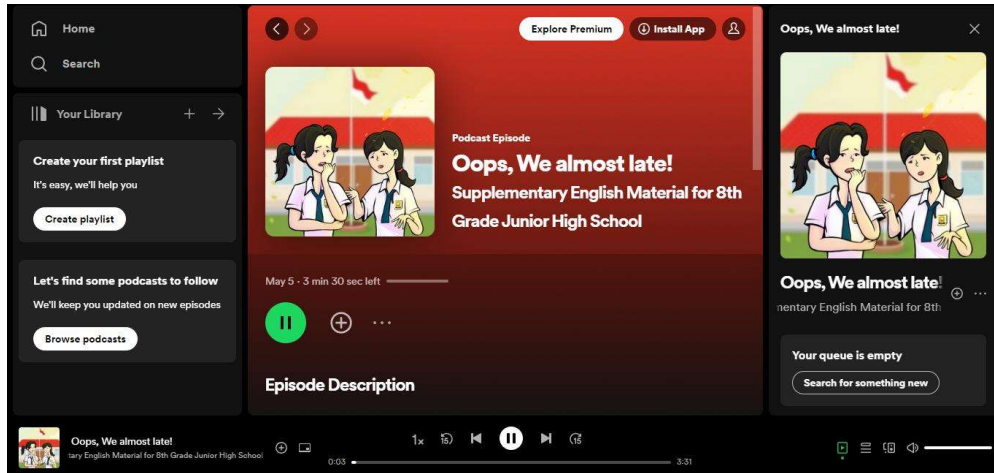 Home
Search
Your Library
Create your first playlist
It's easy, we'll help you
Create playlist
Let's find some podcasts to follow
We'll keep you updated on new episodes
Browse podcasts
Explore Premium
Install App
Podcast Episode
Oops, We almost late!
Supplementary English Material for 8th
Grade Junior High School
May 5 · 3 min 30 sec left
Episode Description
Oops, We almost late!
Oops, We almost late!
nentary English Material for 8th
Your queue is empty
Search for something new
Oops, We almost late!
tary English Material for 8th Grade Junior High School
1x
15
15
0:03
3:31